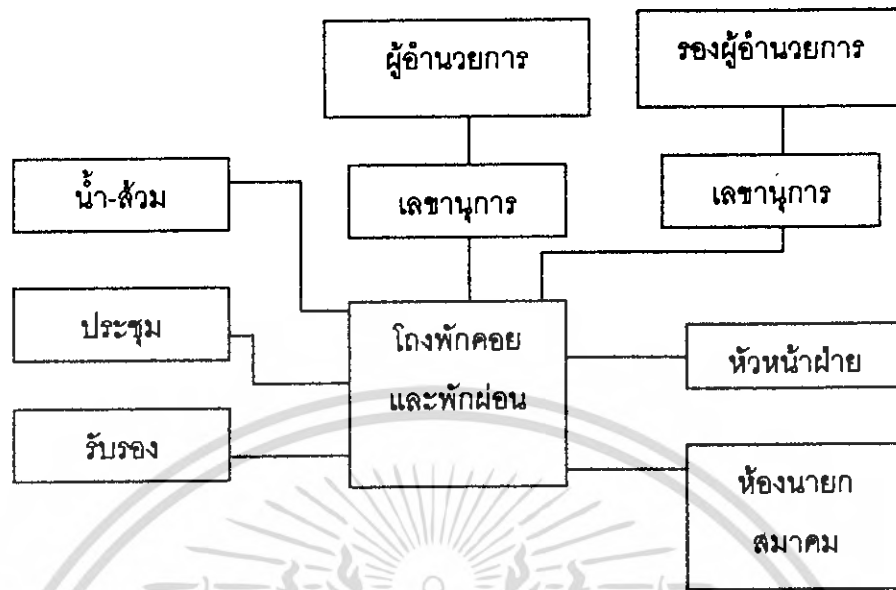 ผู้อำนวยการ
รองผู้อำนวยการ
น้ำ-ส้วม
เลขานุการ
เลขานุการ
ประชุม
โถงพักคอย
และพักผ่อน
หัวหน้าฝ่าย
รับรอง
ห้องนายก
สมาคม